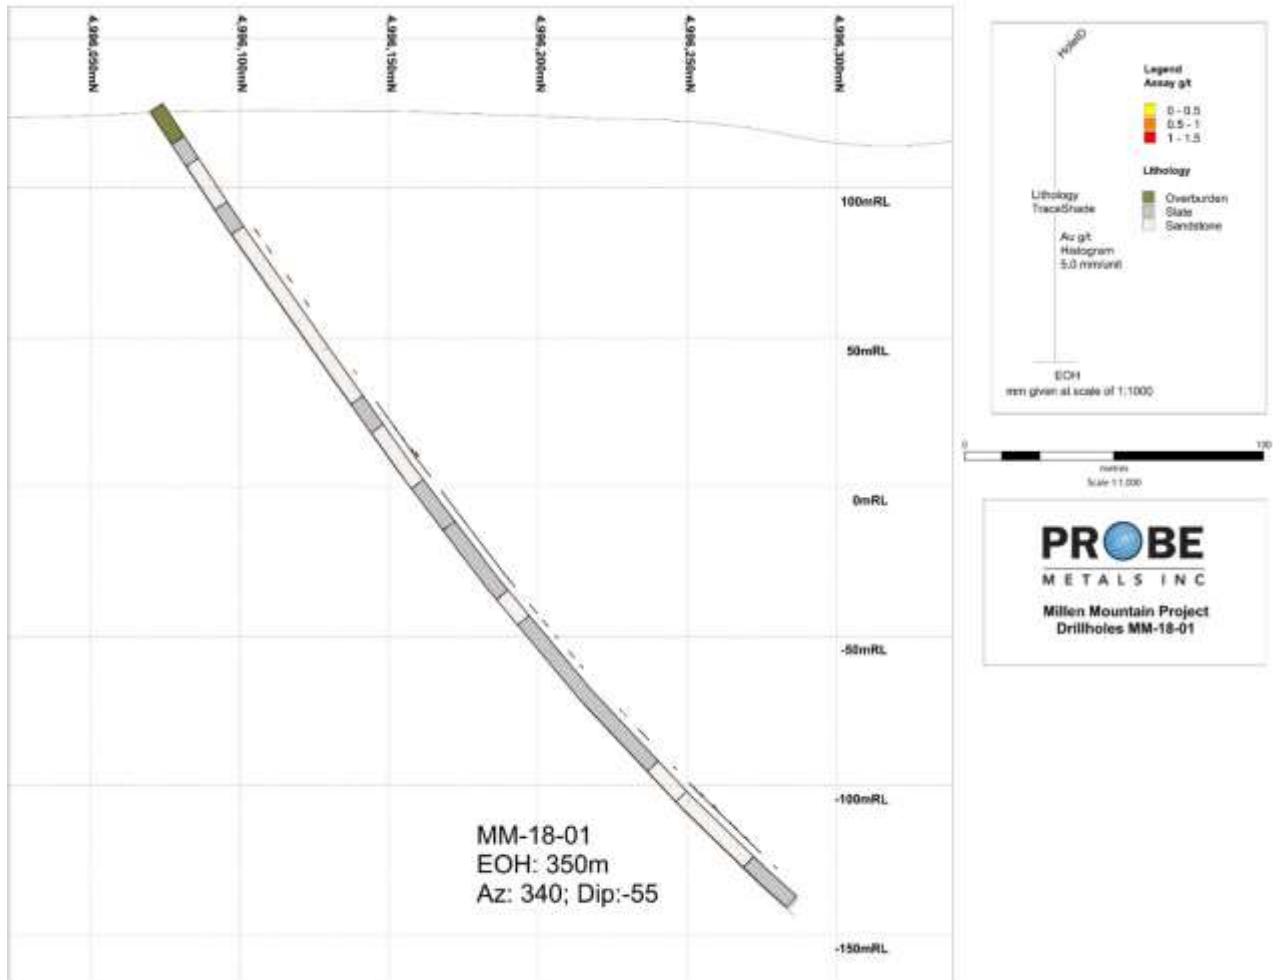 4,996,050mN
4,996,100mN
4,996,150mN
4,996,200mN
4,996,250mN
4,996,300mN
100mRL
50mRL
0mRL
-50mRL
-100mRL
-150mRL
MM-18-01
EOH: 350m
Az: 340; Dip:-55
HoleID
Legend
Assay g/t
0 - 0.5
0.5 - 1
1 - 1.5
Lithology
Overburden
Slate
Sandstone
Lithology
TraceShade
Au g/t
Histogram
5.0 mm/unit
EOH
mm given at scale of 1:1000
0
100
metres
Scale 1:1,000
PROBE
METALS INC
Millen Mountain Project
Drillholes MM-18-01